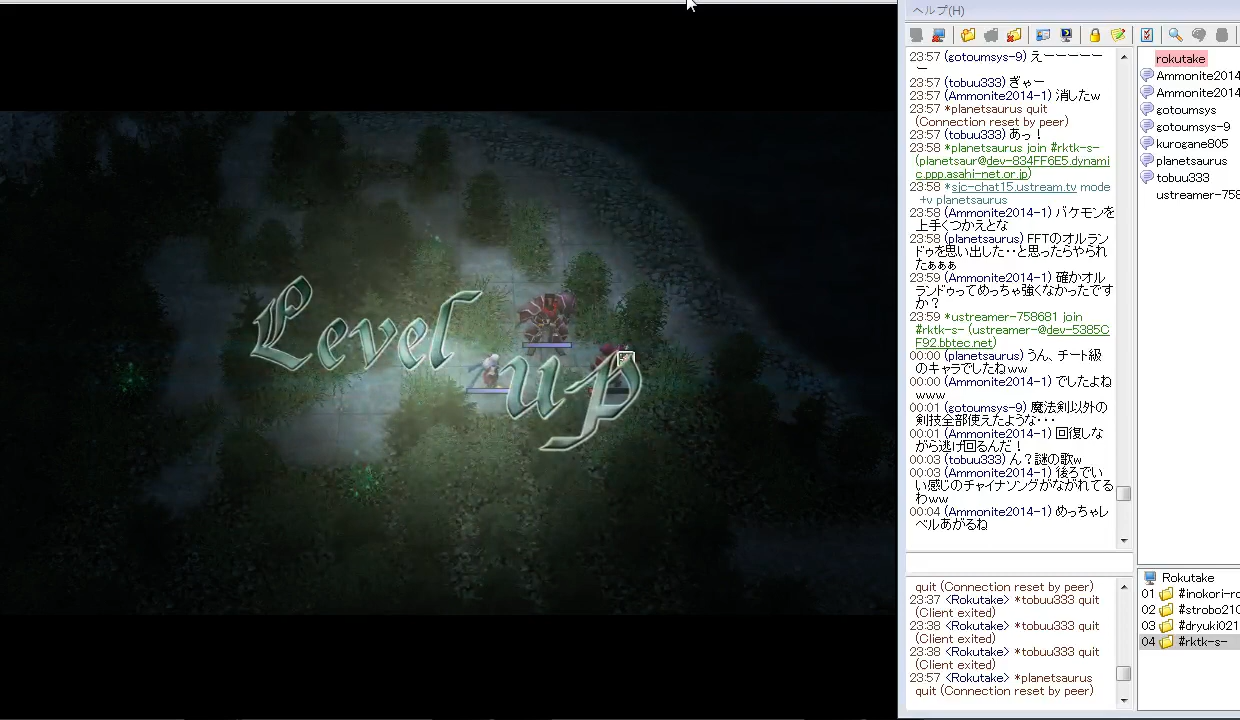 Level
up
ヘルプ(H)
23:57 (gotoumsys-9) えーーーーー
ー
23:57 (tobuu333) ぎゃー
23:57 (Ammonite2014-1) 消したw
23:57 *planetsaurus quit
(Connection reset by peer)
23:57 (tobuu333) あっ！
23:58 *planetsaurus join #rktk-s-
(planetsaur@dev-834FF6E5.dynami
c.ppp.asahi-net.or.jp)
23:58 *sjc-chat15.ustream.tv mode
+v planetsaurus
23:58 (Ammonite2014-1) バケモンを
上手くつかえとな
23:58 (planetsaurus) FFTのオルラン
ドゥを思い出した‥と思ったらやられ
たぁぁぁ
23:59 (Ammonite2014-1) 確かオル
ランドゥってめっちゃ強くなかったです
か？
23:59 *ustreamer-758681 join
#rktk-s- (ustreamer-@dev-5385C
F92.bbtec.net)
00:00 (planetsaurus) うん、チート級
のキャラでしたねww
00:00 (Ammonite2014-1) でしたよね
www
00:01 (gotoumsys-9) 魔法剣以外の
剣技全部使えたような･･･
00:01 (Ammonite2014-1) 回復しな
がら逃げ回るんだ！
00:03 (tobuu333) ん？謎の歌w
00:03 (Ammonite2014-1) 後ろでい
い感じのチャイナソングがながれてる
わww
00:04 (Ammonite2014-1) めっちゃレ
ベルあがるね
rokutake
Ammonite2014
Ammonite2014
gotoumsys
gotoumsys-9
kurogane805
planetsaurus
tobuu333
ustreamer-758
quit (Connection reset by peer)
23:37 <Rokutake> *tobuu333 quit
(Client exited)
23:38 <Rokutake> *tobuu333 quit
(Client exited)
23:38 <Rokutake> *tobuu333 quit
(Client exited)
23:57 <Rokutake> *planetsaurus
quit (Connection reset by peer)
Rokutake
01 #inokori-ro
02 #strobo210
03 #dryuki021
04 #rktk-s-